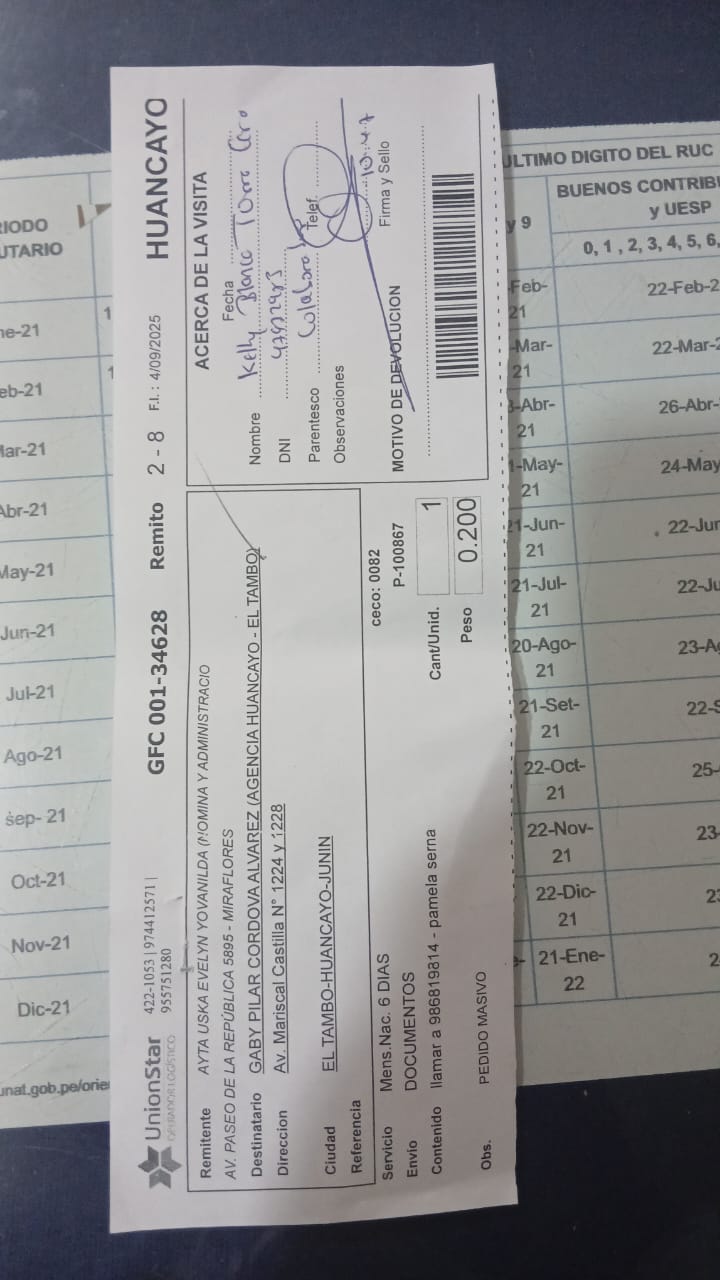 UnionStar
OPERADOR LOGÍSTICO
422-1053 | 974412571 |
955751280
GFC 001-34628
Remito 2 - 8
F.I. : 4/09/2025
HUANCAYO
Remitente AYTA USKA EVELYN YOVANILDA (NOMINA Y ADMINISTRACIO
AV. PASEO DE LA REPÚBLICA 5895 - MIRAFLORES
Destinatario GABY PILAR CORDOVA ALVAREZ (AGENCIA HUANCAYO - EL TAMBO)
Direccion Av. Mariscal Castilla N° 1224 y 1228
Ciudad EL TAMBO-HUANCAYO-JUNIN
Referencia
Servicio Mens.Nac. 6 DIAS
ceco: 0082
Envio DOCUMENTOS
P-100867
Contenido llamar a 986819814 - pamela serna
Cant/Unid. 1
Peso 0.200
Obs. PEDIDO MASIVO
ACERCA DE LA VISITA
Fecha
Nombre Kelly Blanco
DNI
Parentesco
Telef.
Observaciones
Firma y Sello
MOTIVO DE DEVOLUCION
ULTIMO DIGITO DEL RUC
BUENOS CONTRIB
y UESP
y 9
0, 1 , 2, 3, 4, 5, 6,
RIODO
UTARIO
ne-21
Feb-
21
22-Feb-2
eb-21
-Mar-
21
22-Mar-2
Mar-21
-Abr-
21
26-Abr-
Abr-21
-May-
21
24-May
May-21
21-Jun-
21
22-Jun
Jun-21
21-Jul-
21
22-Ju
Jul-21
20-Ago-
21
23-A
Ago-21
21-Set-
21
22-S
sep- 21
22-Oct-
21
25-
Oct-21
22-Nov-
21
23-
Nov-21
22-Dic-
21
Dic-21
21-Ene-
22
unat.gob.pe/orie